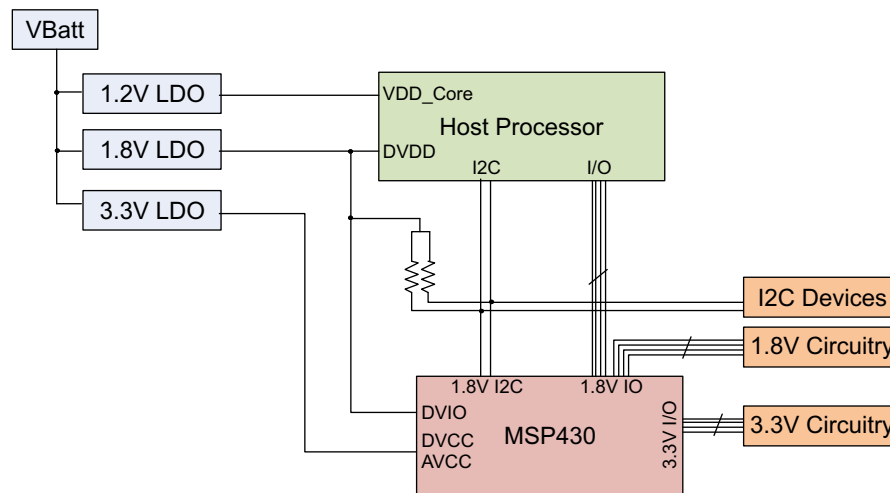 VBatt
1.2V LDO
1.8V LDO
3.3V LDO
VDD_Core
Host Processor
DVDD
I2C
I/O
I2C Devices
1.8V Circuitry
3.3V Circuitry
1.8V I2C
1.8V IO
DVIO
DVCC
AVCC
MSP430
3.3V I/O